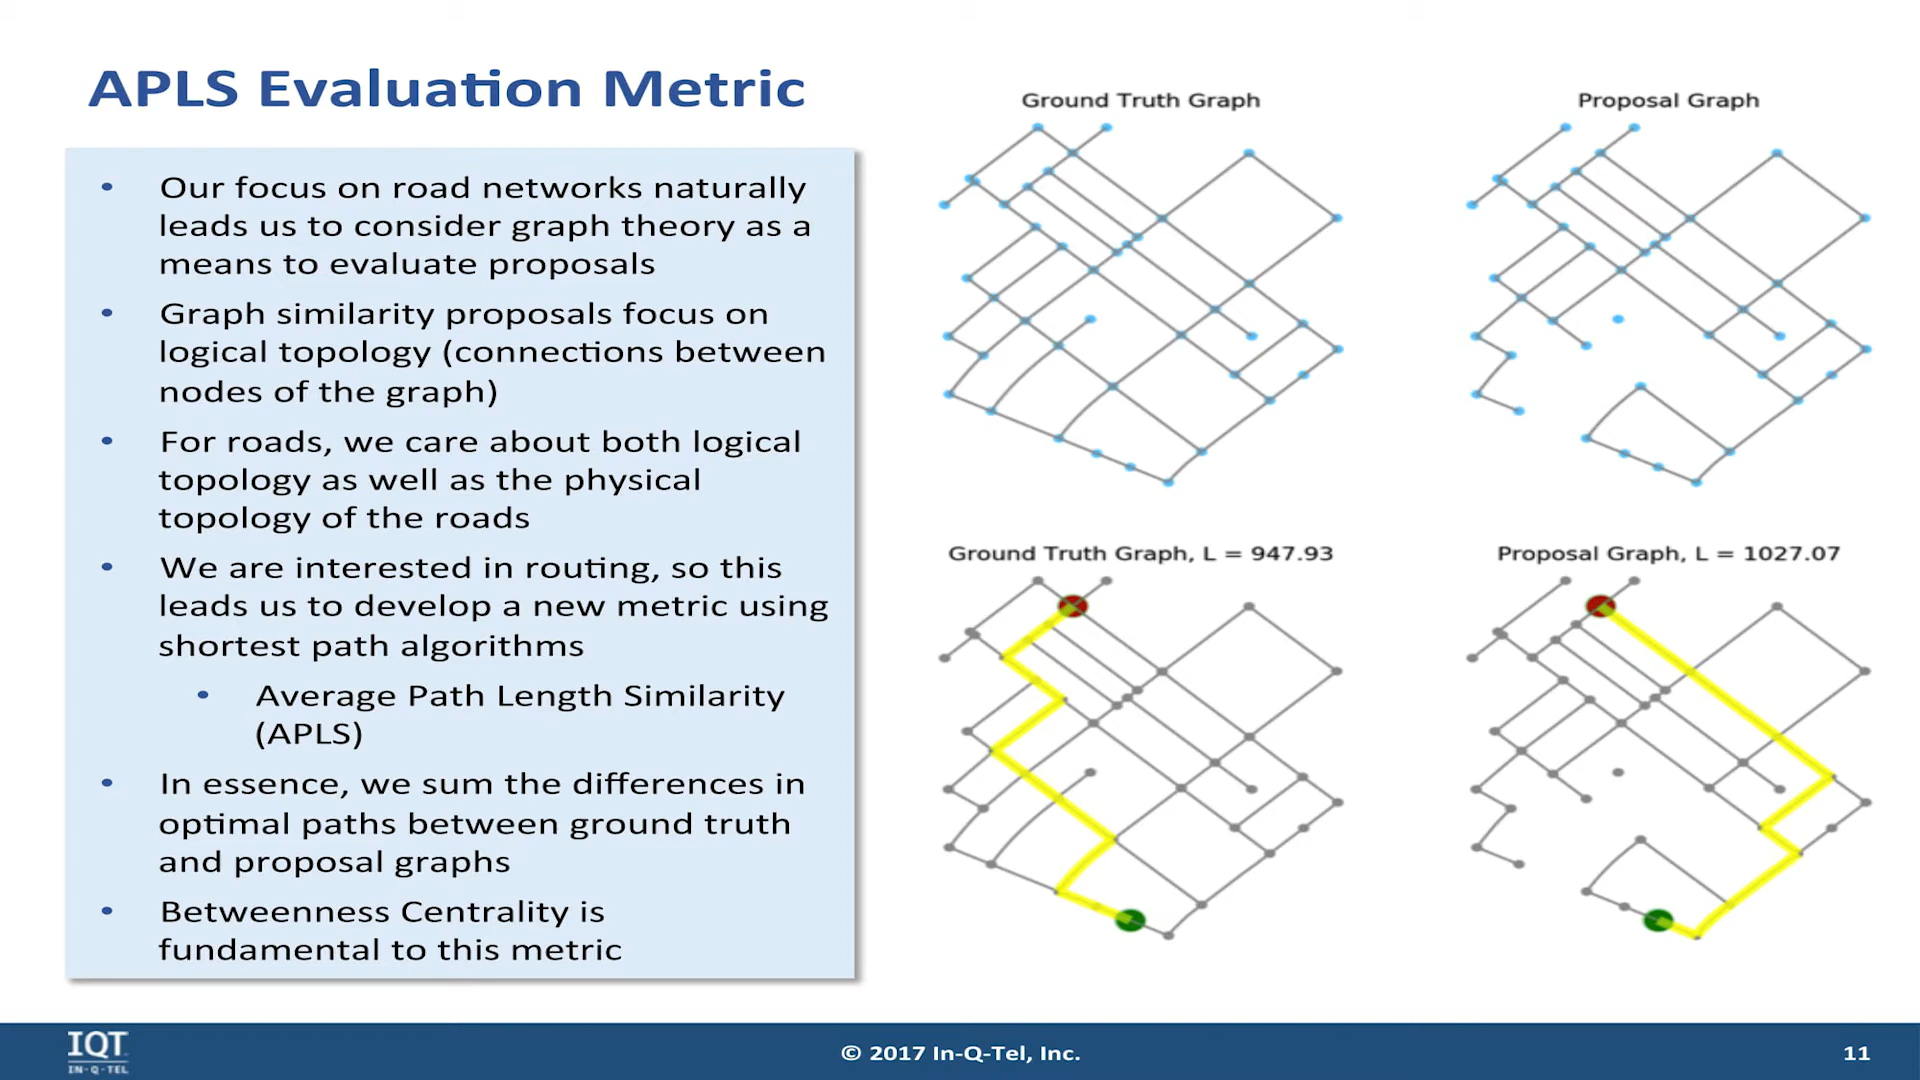 APLS Evaluation Metric
• Our focus on road networks naturally
leads us to consider graph theory as a
means to evaluate proposals
• Graph similarity proposals focus on
logical topology (connections between
nodes of the graph)
• For roads, we care about both logical
topology as well as the physical
topology of the roads
• We are interested in routing, so this
leads us to develop a new metric using
shortest path algorithms
• Average Path Length Similarity
(APLS)
• In essence, we sum the differences in
optimal paths between ground truth
and proposal graphs
• Betweenness Centrality is
fundamental to this metric
Ground Truth Graph
Proposal Graph
Ground Truth Graph, L = 947.93
Proposal Graph, L = 1027.07
IQT
IN-Q-TEL
© 2017 In-Q-Tel, Inc.
11